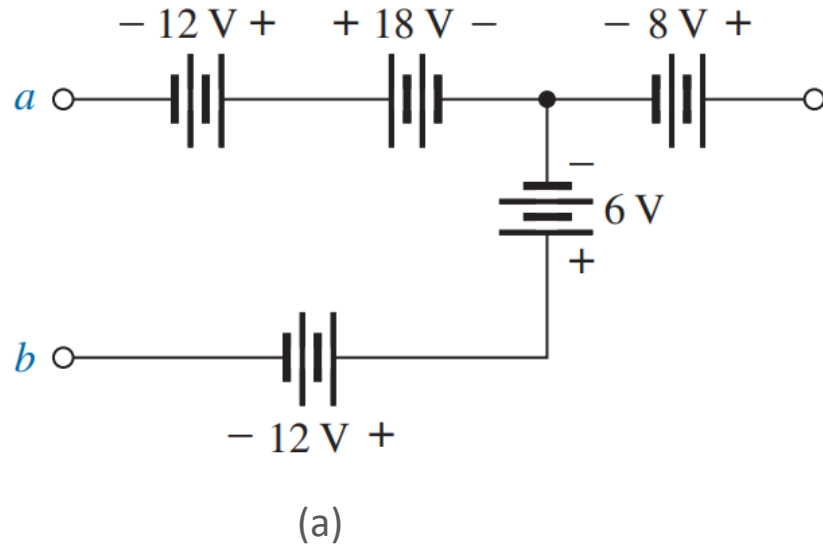 − 12 V + + 18 V − − 8 V +
a
−
6 V
+
b
− 12 V +
(a)